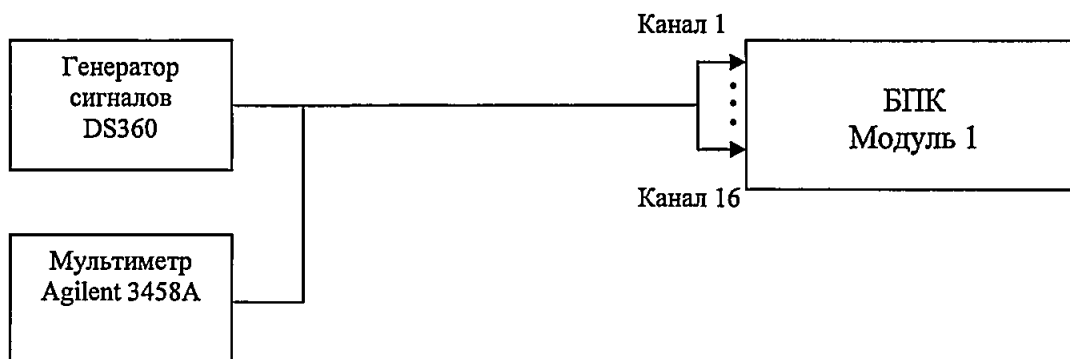 Канал 1
Генератор
сигналов
DS360
БПК
Модуль 1
Канал 16
Мультиметр
Agilent 3458A